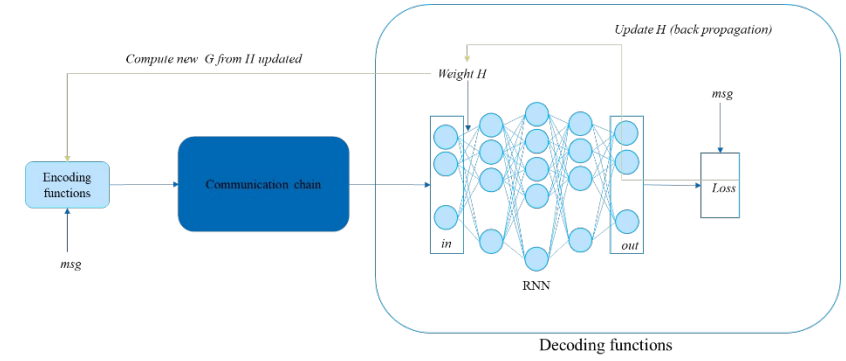 Update H (back propagation)
Compute new G from II updated
Weight H
msg
Encoding
functions
Communication chain
Loss
msg
in
out
RNN
Decoding functions